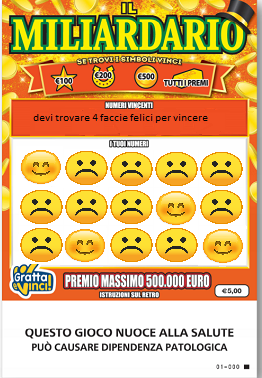 IL
MILIARDARIO
SE TROVI I SIMBOLI VINCI
€100
€200
€500
TUTTI I PREMI
NUMERI VINCENTI
devi trovare 4 faccie felici per vincere
I TUOI NUMERI
Gratta e Vinci!
PREMIO MASSIMO 500.000 EURO
ISTRUZIONI SUL RETRO
€5,00
QUESTO GIOCO NUOCE ALLA SALUTE
PUÒ CAUSARE DIPENDENZA PATOLOGICA
01-000